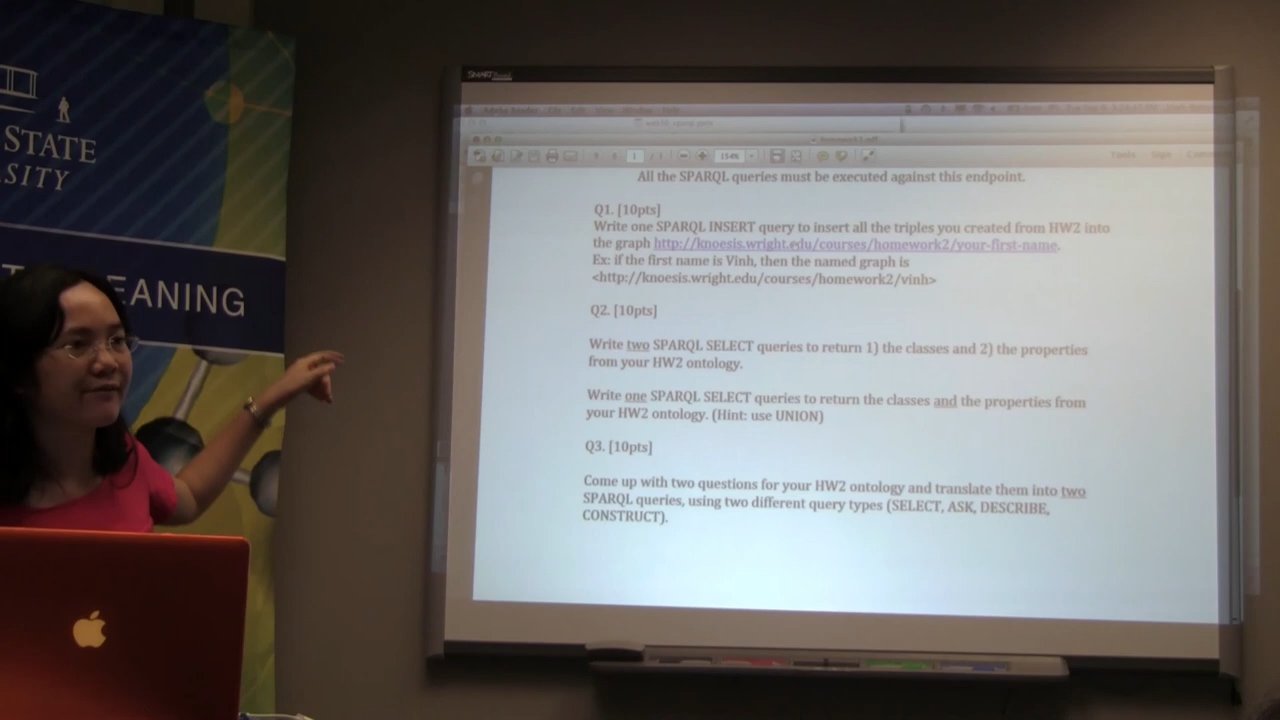 STATE
SITY
EANING
SMART
154%
Tools
Sign
All the SPARQL queries must be executed against this endpoint.
Q1. [10pts]
Write one SPARQL INSERT query to insert all the triples you created from HW2 into
the graph http://knoesis.wright.edu/courses/homework2/your-first-name.
Ex: if the first name is Vinh, then the named graph is
<http://knoesis.wright.edu/courses/homework2/vinh>
Q2. [10pts]
Write two SPARQL SELECT queries to return 1) the classes and 2) the properties
from your HW2 ontology.
Write one SPARQL SELECT queries to return the classes and the properties from
your HW2 ontology. (Hint: use UNION)
Q3. [10pts]
Come up with two questions for your HW2 ontology and translate them into two
SPARQL queries, using two different query types (SELECT, ASK, DESCRIBE,
CONSTRUCT).